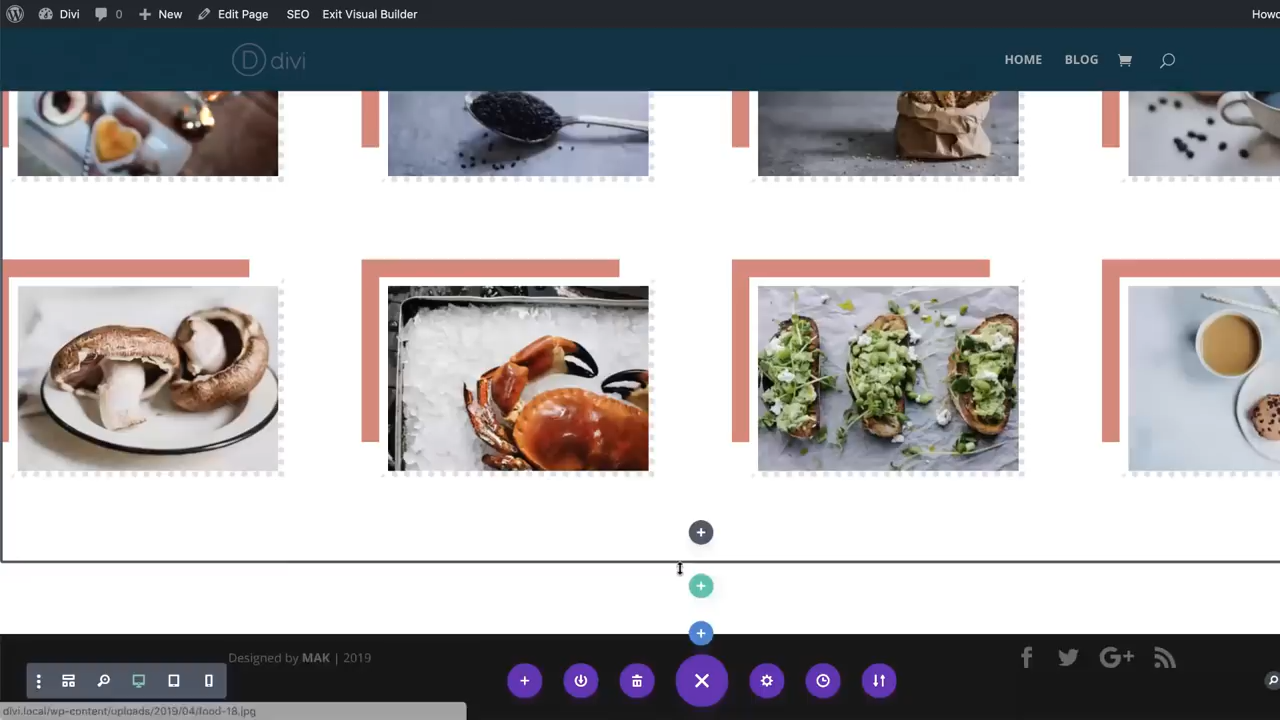 Divi 0 New Edit Page SEO Exit Visual Builder Howd
D divi HOME BLOG
Designed by MAK | 2019 G+
divi.local/wp-content/uploads/2019/04/food-18.jpg